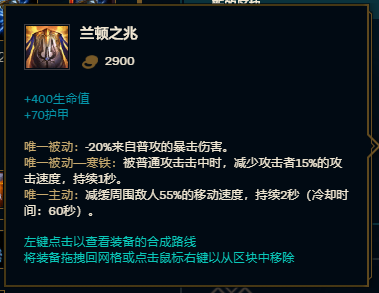 兰顿之兆
2900
+400生命值
+70护甲
唯一被动：-20%来自普攻的暴击伤害。
唯一被动—寒铁：被普通攻击击中时，减少攻击者15%的攻
击速度，持续1秒。
唯一主动：减缓周围敌人55%的移动速度，持续2秒（冷却时
间：60秒）。
左键点击以查看装备的合成路线
将装备拖拽回网格或点击鼠标右键以从区块中移除